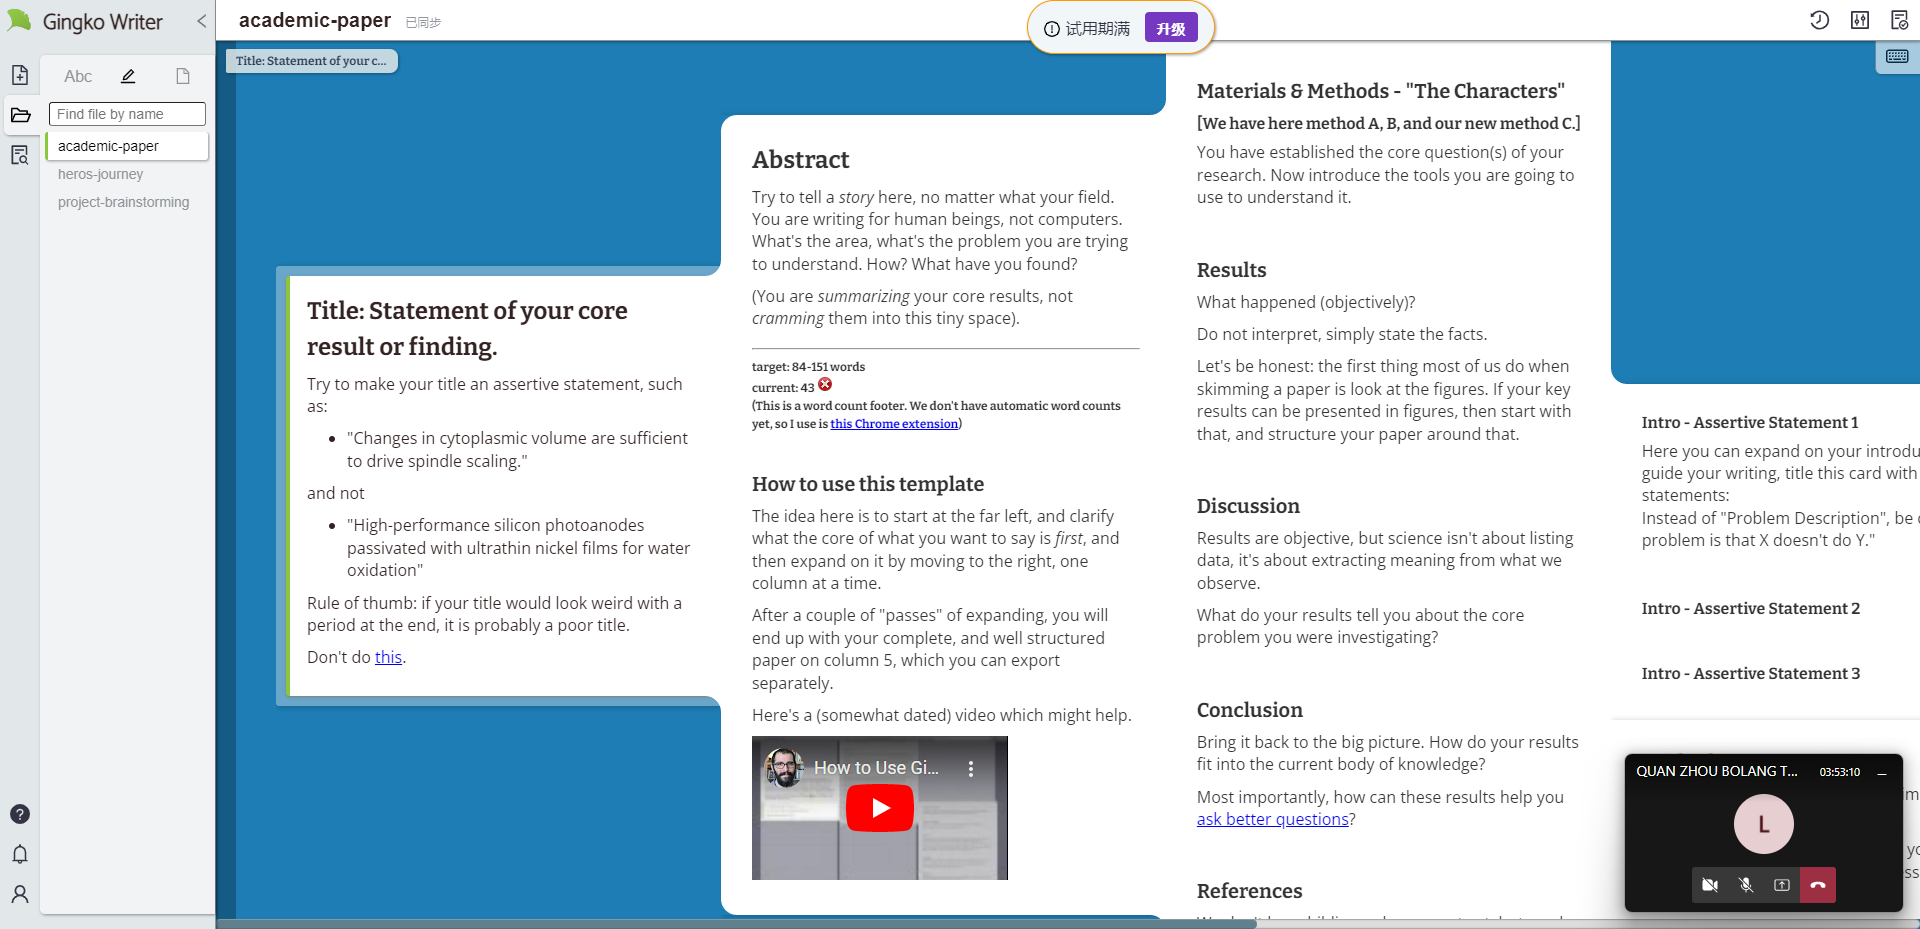 Gingko Writer
academic-paper
已同步
试用期满
升级
Abc
Find file by name
academic-paper
heros-journey
project-brainstorming
Title: Statement of your c...
Title: Statement of your core
result or finding.
Try to make your title an assertive statement, such
as:
"Changes in cytoplasmic volume are sufficient
to drive spindle scaling."
and not
"High-performance silicon photoanodes
passivated with ultrathin nickel films for water
oxidation"
Rule of thumb: if your title would look weird with a
period at the end, it is probably a poor title.
Don't do this.
Abstract
Try to tell a story here, no matter what your field.
You are writing for human beings, not computers.
What's the area, what's the problem you are trying
to understand. How? What have you found?
(You are summarizing your core results, not
cramming them into this tiny space).
target: 84-151 words
current: 43
(This is a word count footer. We don't have automatic word counts
yet, so I use is this Chrome extension)
How to use this template
The idea here is to start at the far left, and clarify
what the core of what you want to say is first, and
then expand on it by moving to the right, one
column at a time.
After a couple of "passes" of expanding, you will
end up with your complete, and well structured
paper on column 5, which you can export
separately.
Here's a (somewhat dated) video which might help.
How to Use Gi...
Materials & Methods - "The Characters"
[We have here method A, B, and our new method C.]
You have established the core question(s) of your
research. Now introduce the tools you are going to
use to understand it.
Results
What happened (objectively)?
Do not interpret, simply state the facts.
Let's be honest: the first thing most of us do when
skimming a paper is look at the figures. If your key
results can be presented in figures, then start with
that, and structure your paper around that.
Discussion
Results are objective, but science isn't about listing
data, it's about extracting meaning from what we
observe.
What do your results tell you about the core
problem you were investigating?
Conclusion
Bring it back to the big picture. How do your results
fit into the current body of knowledge?
Most importantly, how can these results help you
ask better questions?
References
Intro - Assertive Statement 1
Here you can expand on your introdu
guide your writing, title this card with
statements:
Instead of "Problem Description", be
problem is that X doesn't do Y."
Intro - Assertive Statement 2
Intro - Assertive Statement 3
QUAN ZHOU BOLANG T...
03:53:10
L